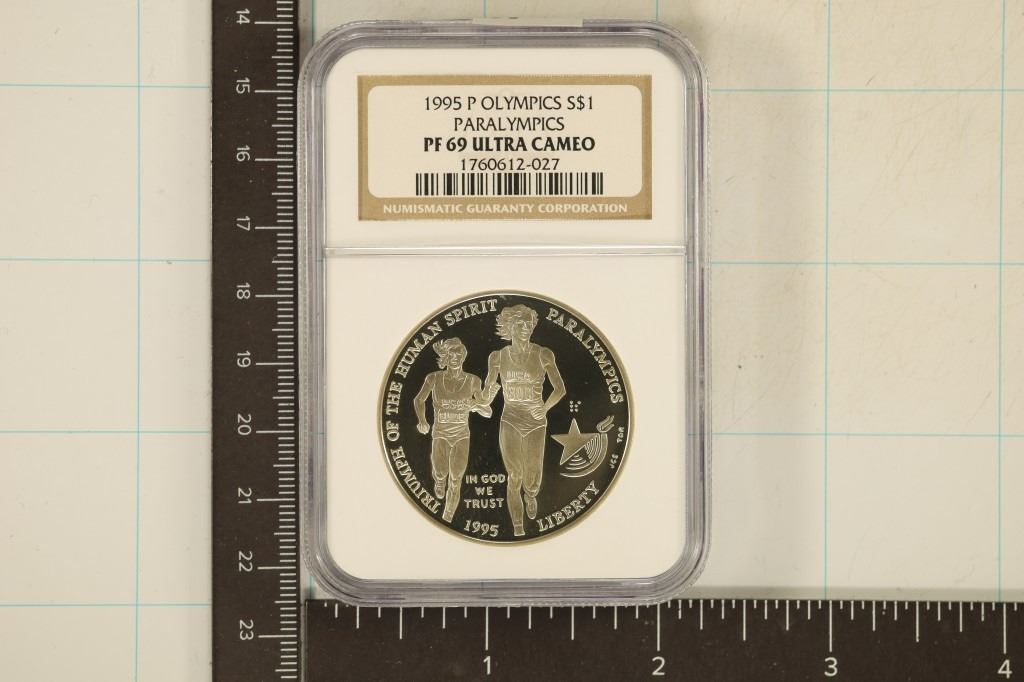 1995 P OLYMPICS S$1
PARALYMPICS
PF 69 ULTRA CAMEO
1760612-027
NUMISMATIC GUARANTY CORPORATION
TRIUMPH OF THE HUMAN SPIRIT
PARALYMPICS
USA
USA
IN GOD
WE
TRUST
1995
LIBERTY
14
15
16
17
18
19
20
21
22
23
1
2
3
4